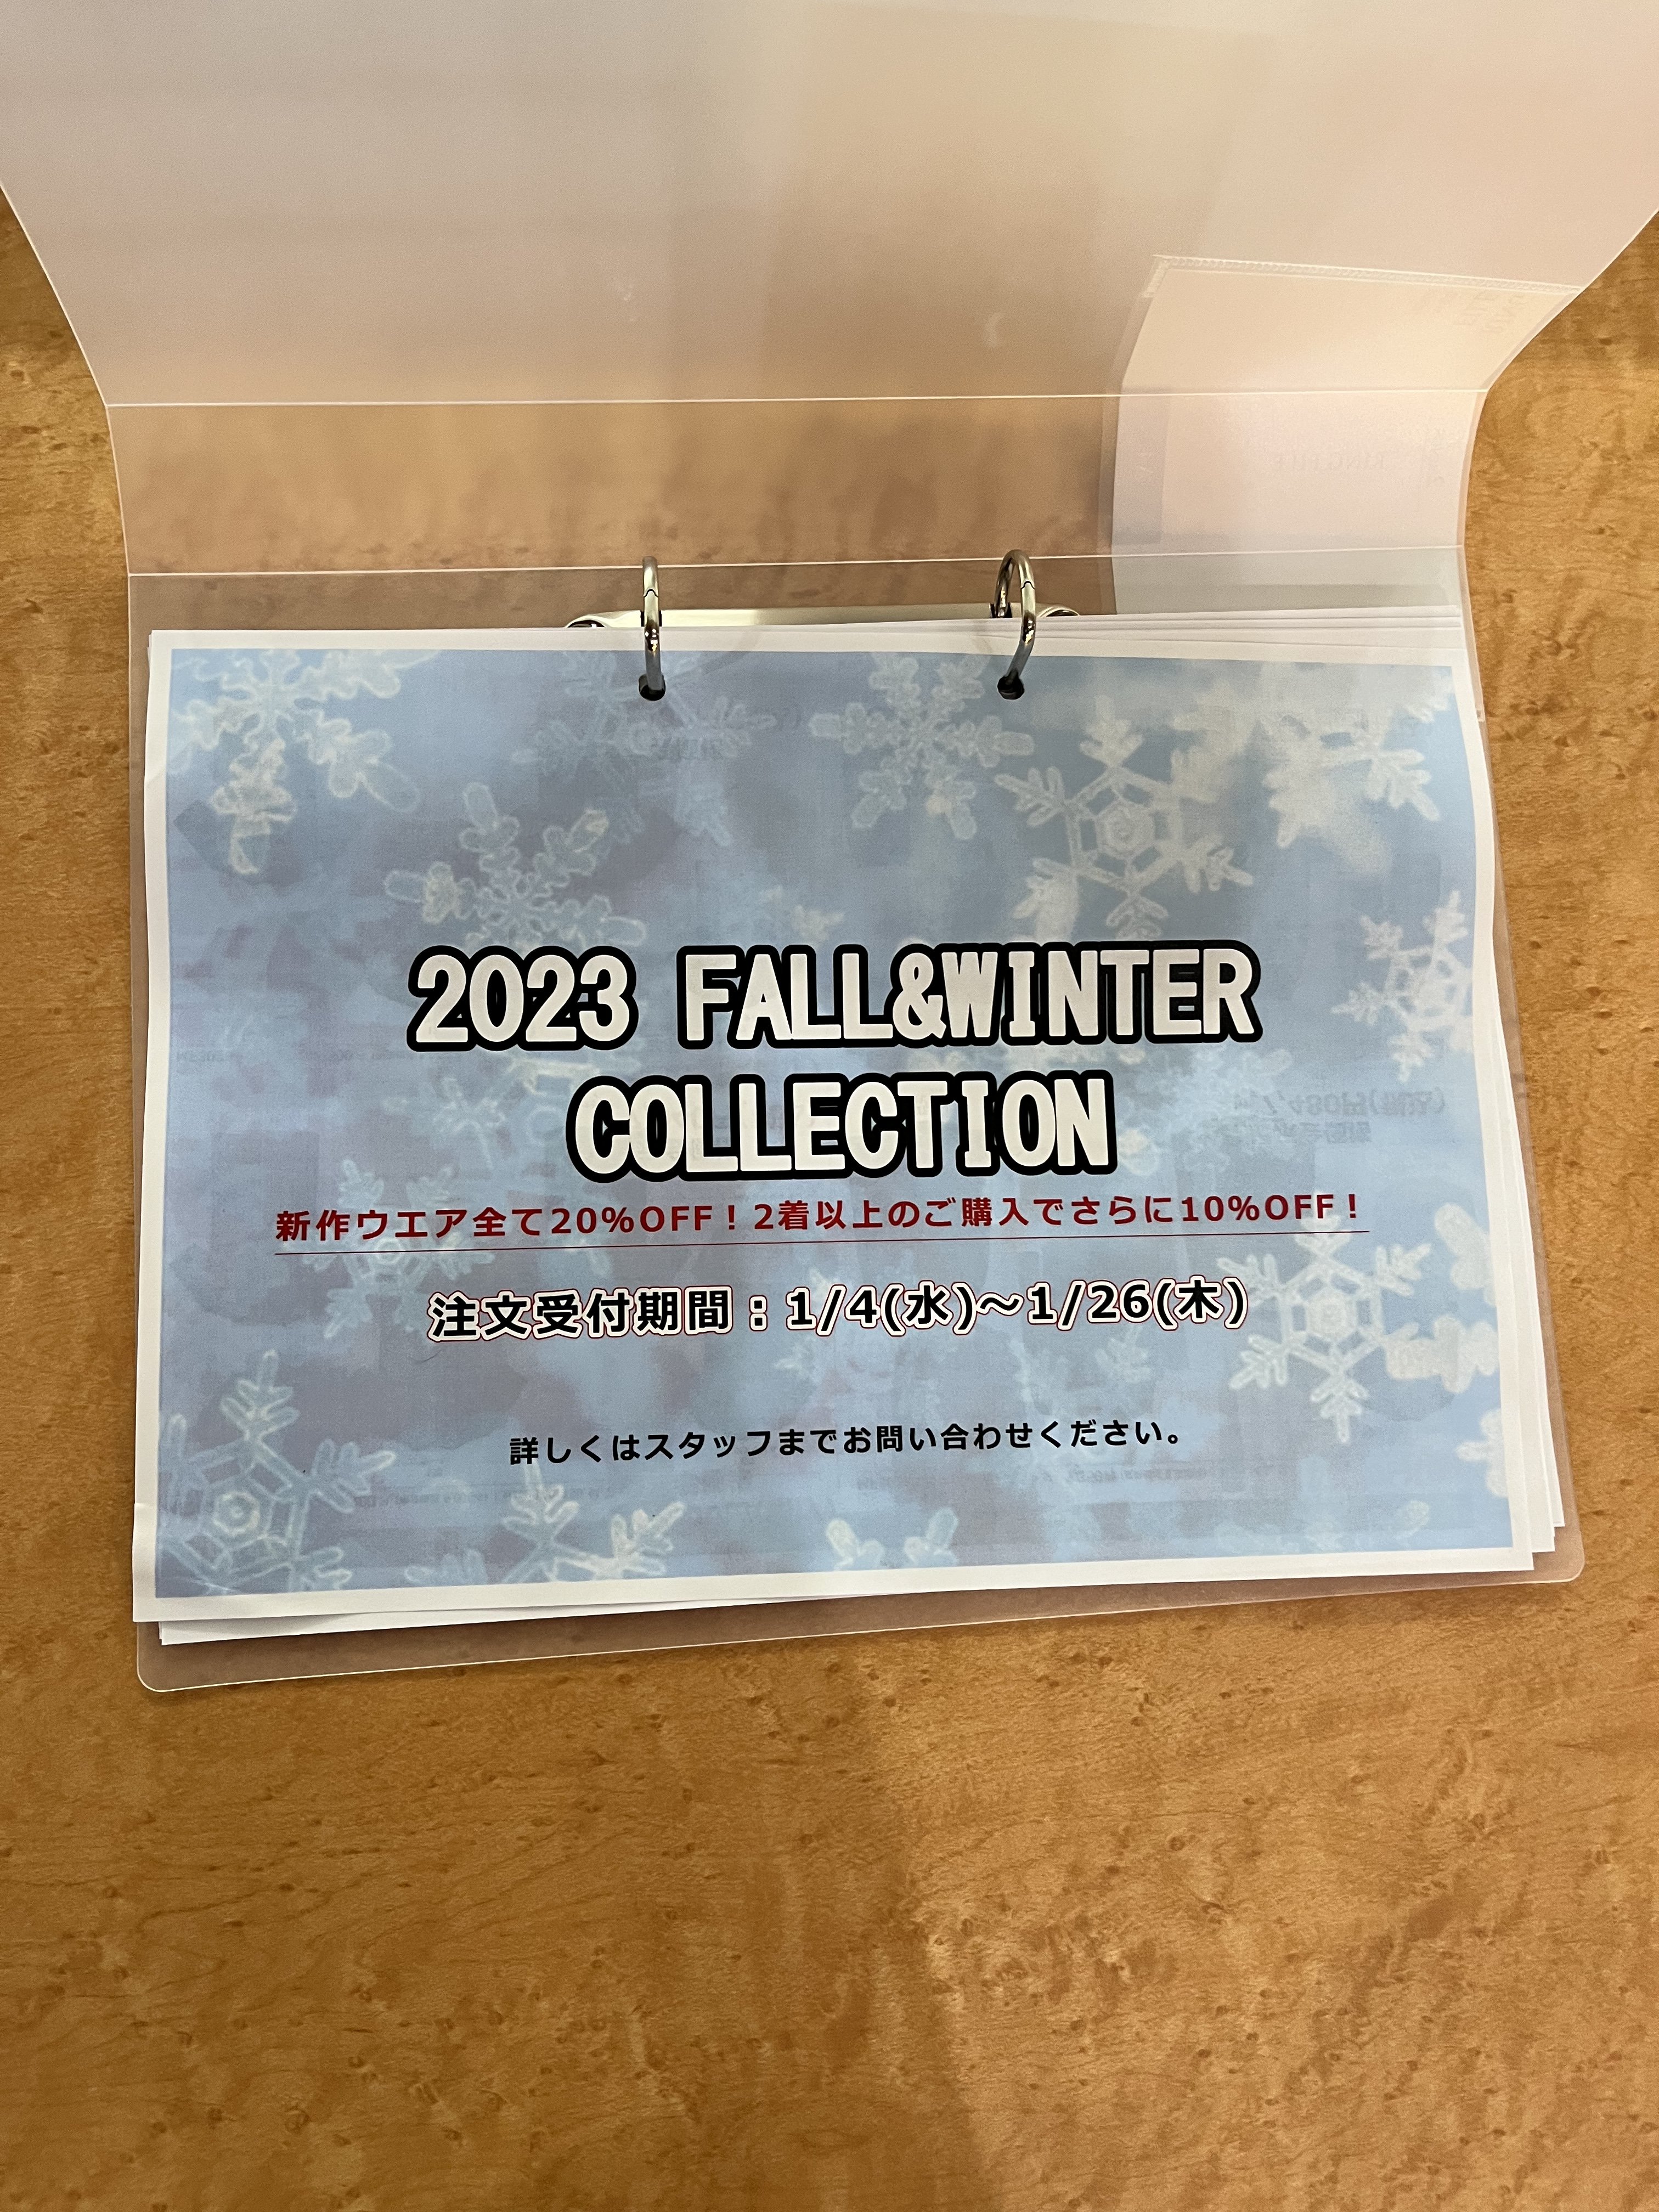 2023 FALL&WINTER
COLLECTION
新作ウエア全て20%OFF！2着以上のご購入でさらに10%OFF！
注文受付期間：1/4(水)～1/26(木)
詳しくはスタッフまでお問い合わせください。